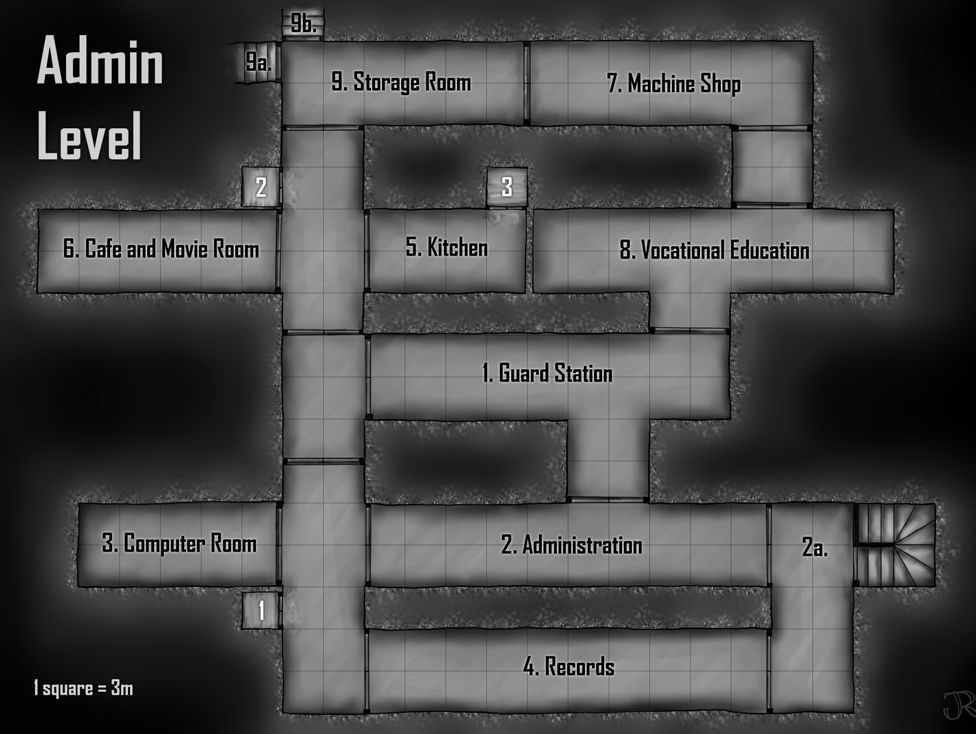 Admin
Level
9b.
9a.
9. Storage Room
7. Machine Shop
2
3
6. Cafe and Movie Room
5. Kitchen
8. Vocational Education
1. Guard Station
3. Computer Room
2. Administration
2a.
1
4. Records
1 square = 3m
JR